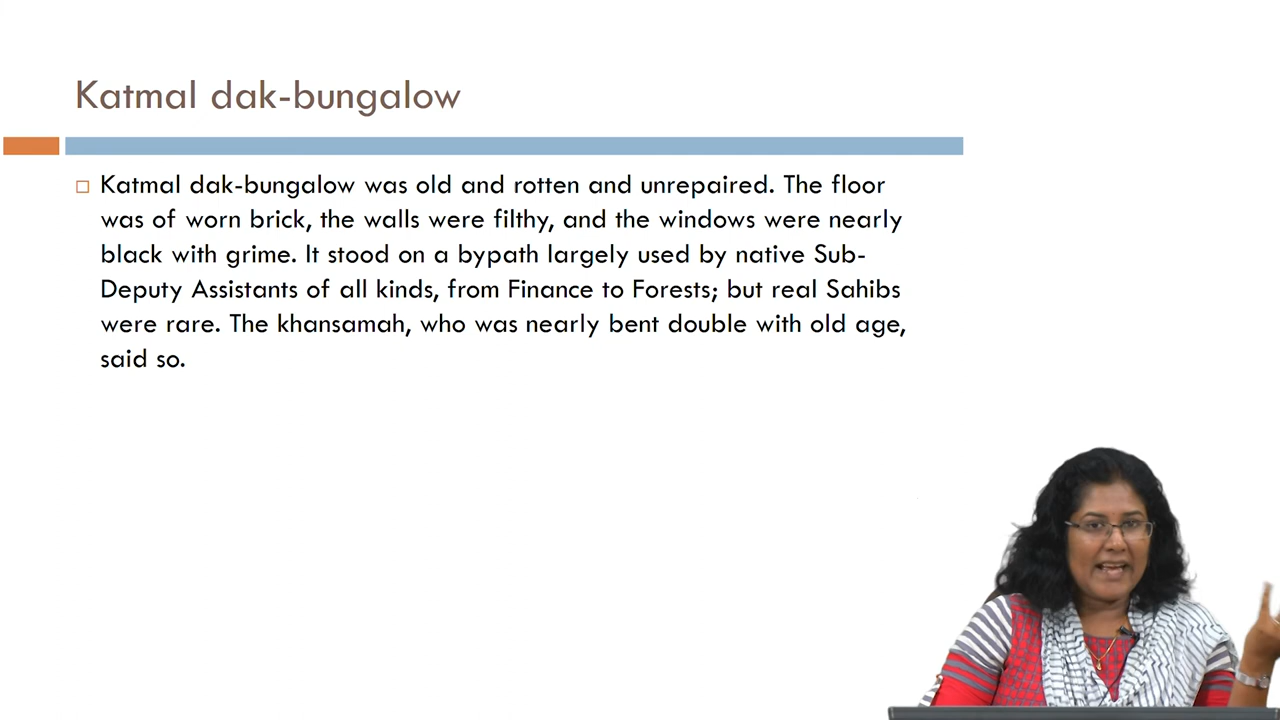 Katmal dak-bungalow
Katmal dak-bungalow was old and rotten and unrepaired. The floor
was of worn brick, the walls were filthy, and the windows were nearly
black with grime. It stood on a bypath largely used by native Sub-
Deputy Assistants of all kinds, from Finance to Forests; but real Sahibs
were rare. The khansamah, who was nearly bent double with old age,
said so.